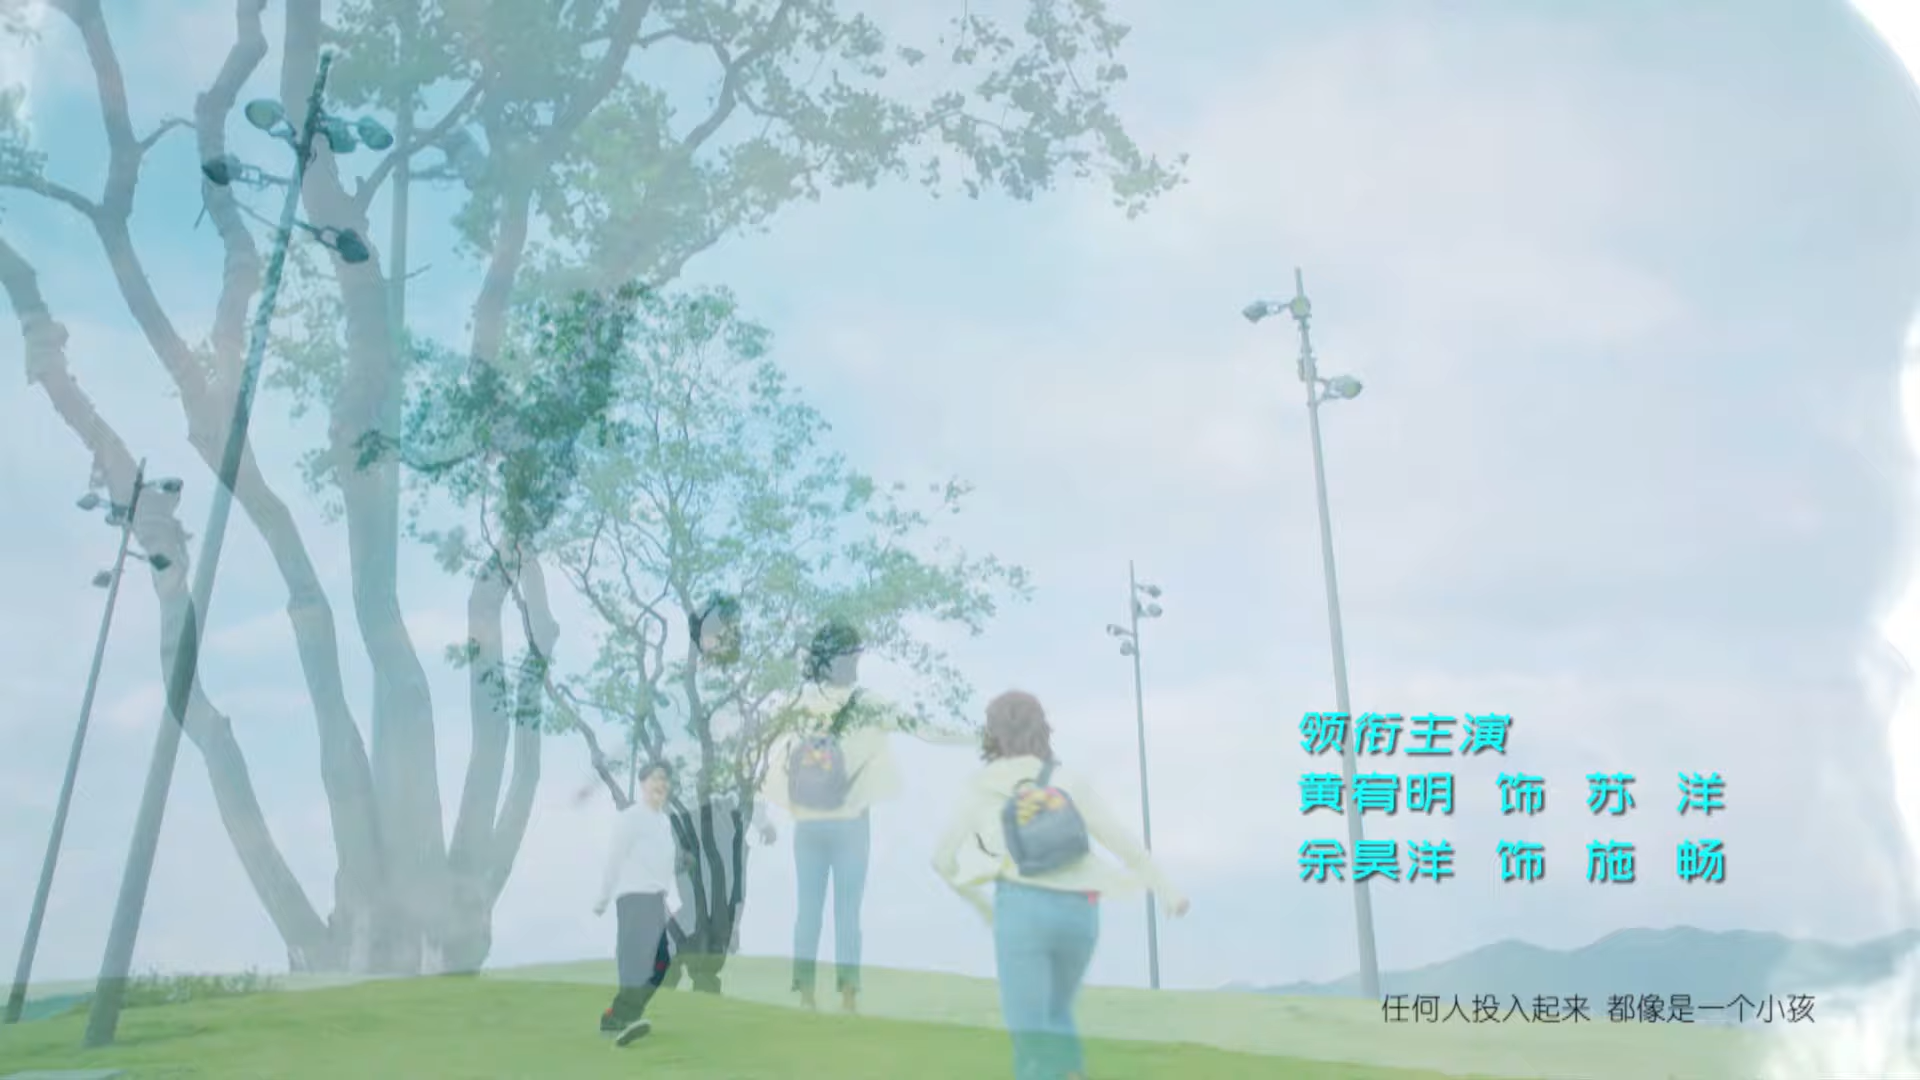 领衔主演
黄宥明 饰 苏 洋
余昊洋 饰 施 畅
任何人投入起来 都像是一个小孩